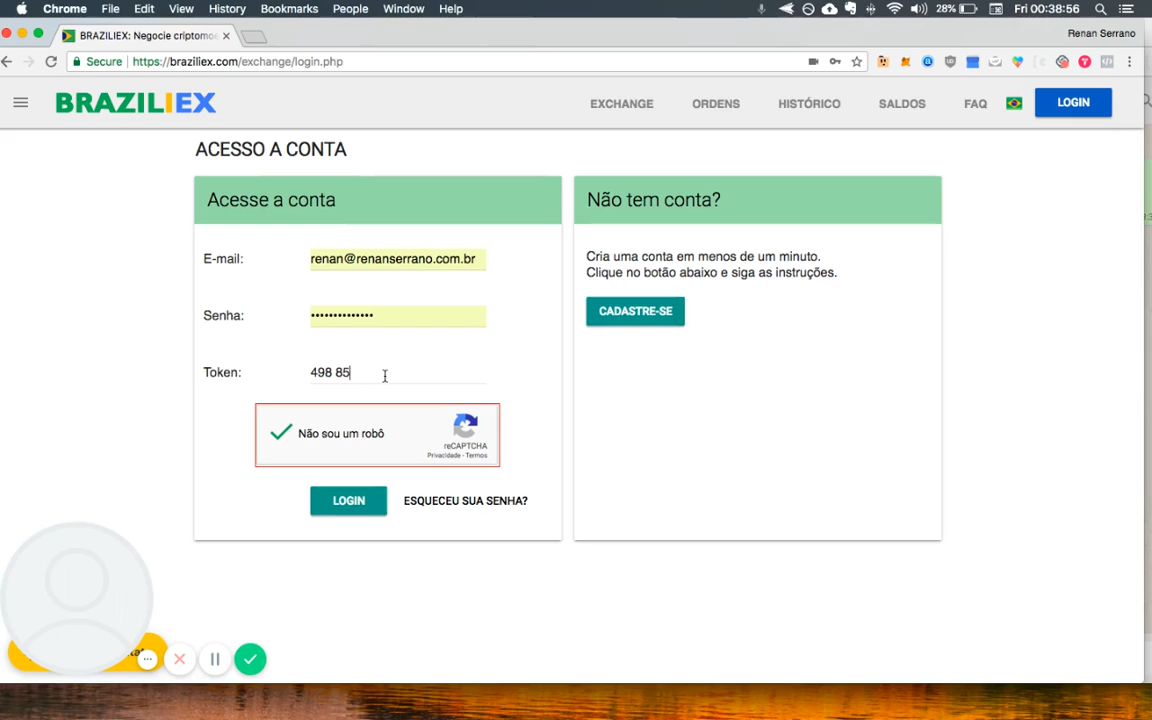 Chrome File Edit View History Bookmarks People Window Help 28% Fri 00:38:56
BRAZILIEX: Negocie criptomoe
Renan Serrano
Secure https://braziliex.com/exchange/login.php
BRAZILIEX EXCHANGE ORDENS HISTÓRICO SALDOS FAQ LOGIN
ACESSO A CONTA
Acesse a conta
E-mail: renan@renanserrano.com.br
Senha: ••••••••••••••
Token: 498 85
Não sou um robô
reCAPTCHA
Privacidade - Termos
LOGIN ESQUECEU SUA SENHA?
Não tem conta?
Cria uma conta em menos de um minuto.
Clique no botão abaixo e siga as instruções.
CADASTRE-SE